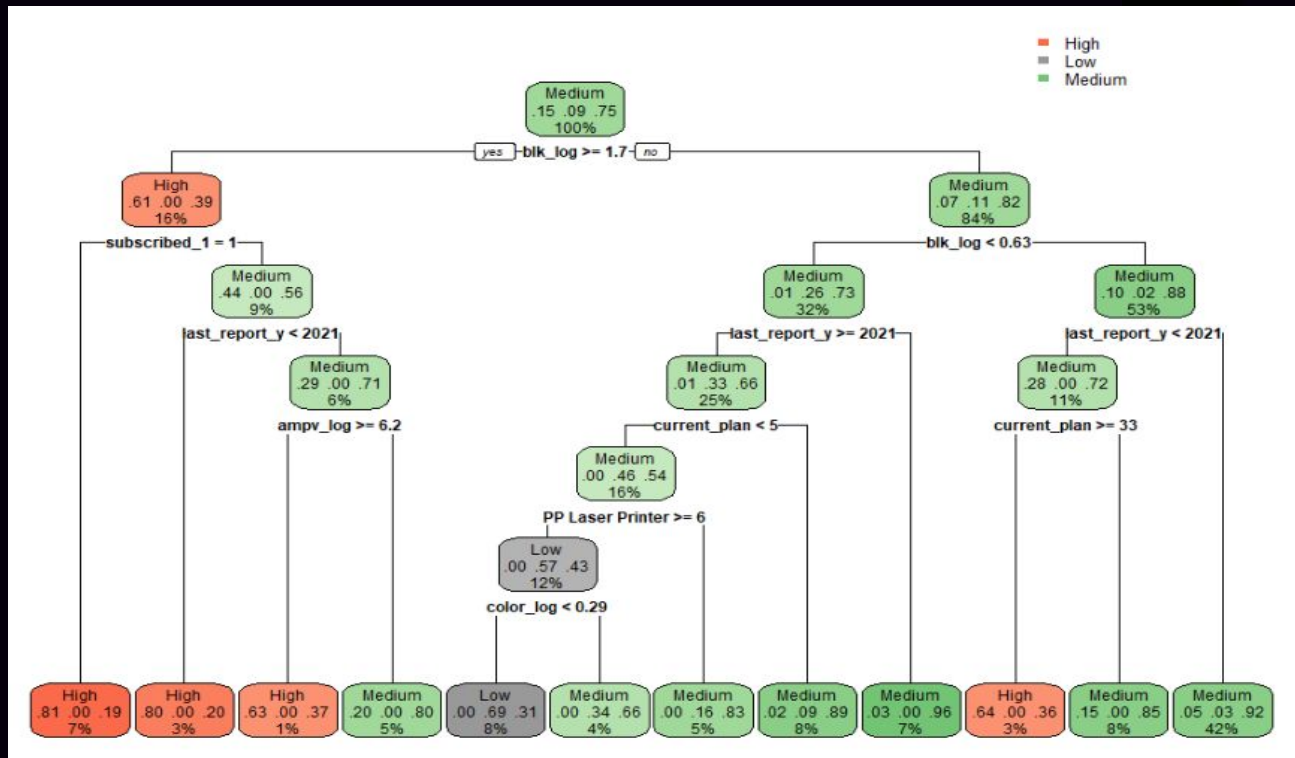 High
Low
Medium
Medium
.15 .09 .75
100%
yes blk_log >= 1.7 no
High
.61 .00 .39
16%
Medium
.07 .11 .82
84%
subscribed_1 = 1
blk_log < 0.63
Medium
.44 .00 .56
9%
Medium
.01 .26 .73
32%
Medium
.10 .02 .88
53%
last_report_y < 2021
last_report_y >= 2021
last_report_y < 2021
Medium
.29 .00 .71
6%
Medium
.01 .33 .66
25%
Medium
.28 .00 .72
11%
ampv_log >= 6.2
current_plan < 5
current_plan >= 33
Medium
.00 .46 .54
16%
PP Laser Printer >= 6
Low
.00 .57 .43
12%
color_log < 0.29
High
.81 .00 .19
7%
High
.80 .00 .20
3%
High
.63 .00 .37
1%
Medium
.20 .00 .80
5%
Low
.00 .69 .31
8%
Medium
.00 .34 .66
4%
Medium
.00 .16 .83
5%
Medium
.02 .09 .89
8%
Medium
.03 .00 .96
7%
High
.64 .00 .36
3%
Medium
.15 .00 .85
8%
Medium
.05 .03 .92
42%